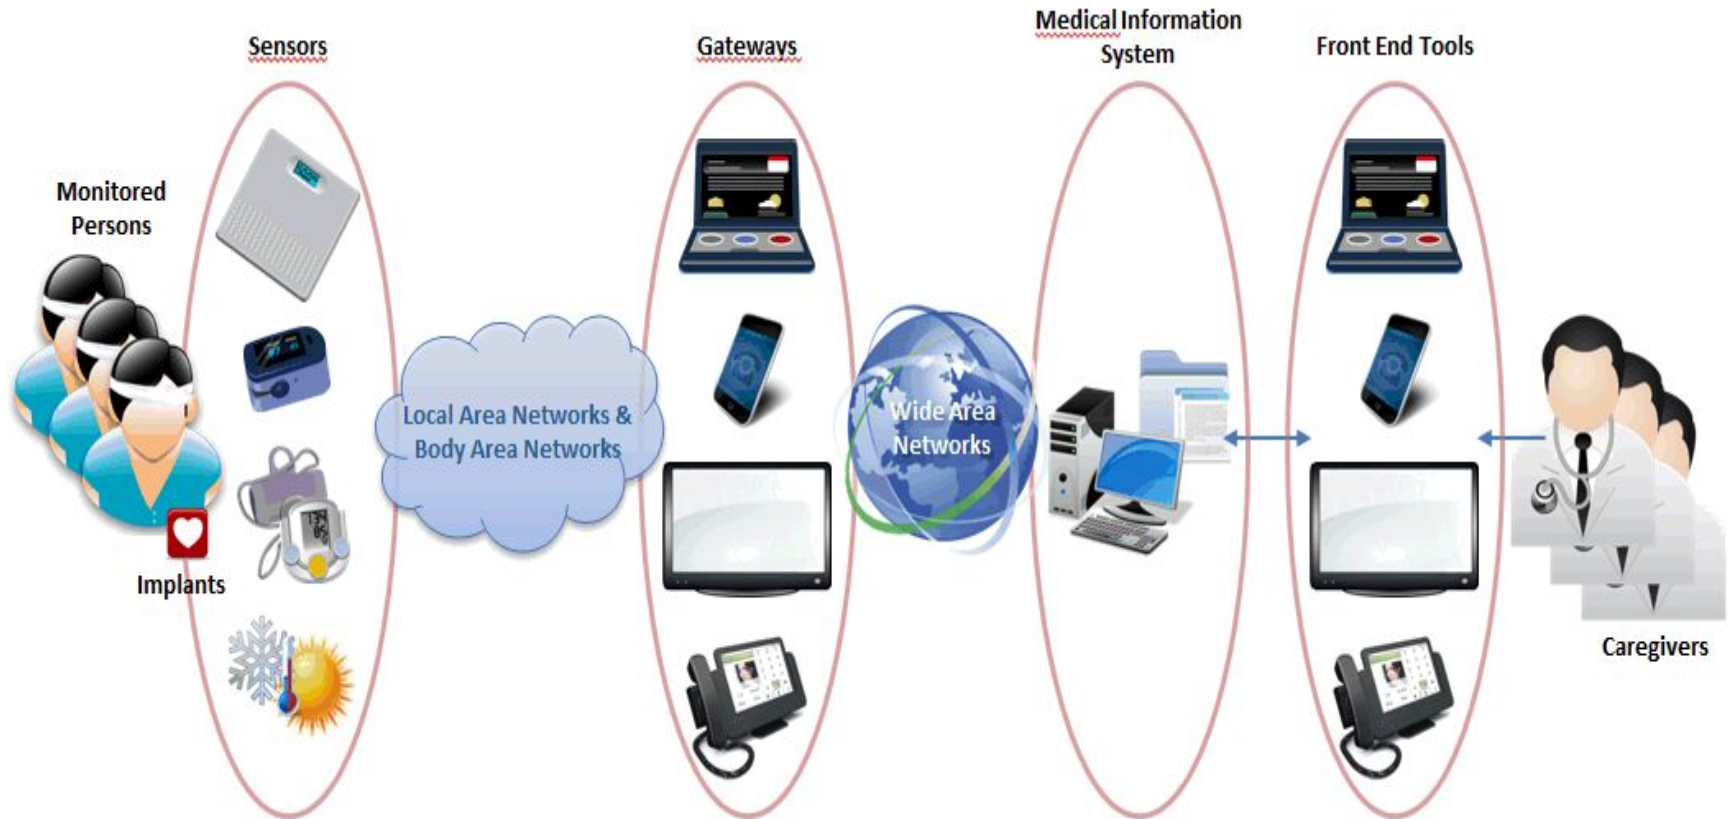 Sensors
Gateways
Medical Information
System
Front End Tools
Monitored
Persons
Local Area Networks &
Body Area Networks
Wide Area
Networks
Implants
Caregivers